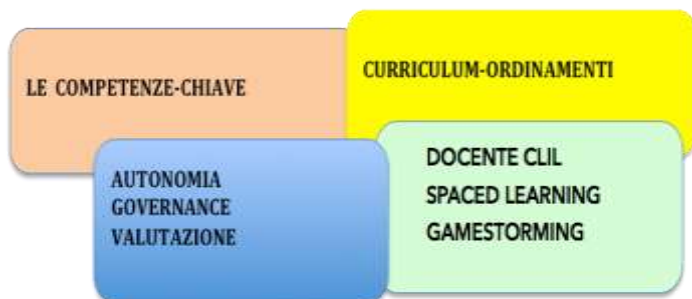 LE COMPETENZE-CHIAVE
CURRICULUM-ORDINAMENTI
AUTONOMIA
GOVERNANCE
VALUTAZIONE
DOCENTE CLIL
SPACED LEARNING
GAMESTORMING